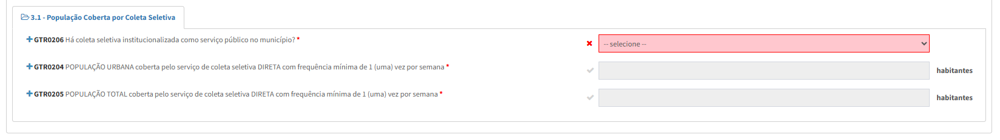 3.1 - População Coberta por Coleta Seletiva
GTR0206 Há coleta seletiva institucionalizada como serviço público no município? *
-- selecione --
GTR0204 POPULAÇÃO URBANA coberta pelo serviço de coleta seletiva DIRETA com frequência mínima de 1 (uma) vez por semana *
habitantes
GTR0205 POPULAÇÃO TOTAL coberta pelo serviço de coleta seletiva DIRETA com frequência mínima de 1 (uma) vez por semana *
habitantes